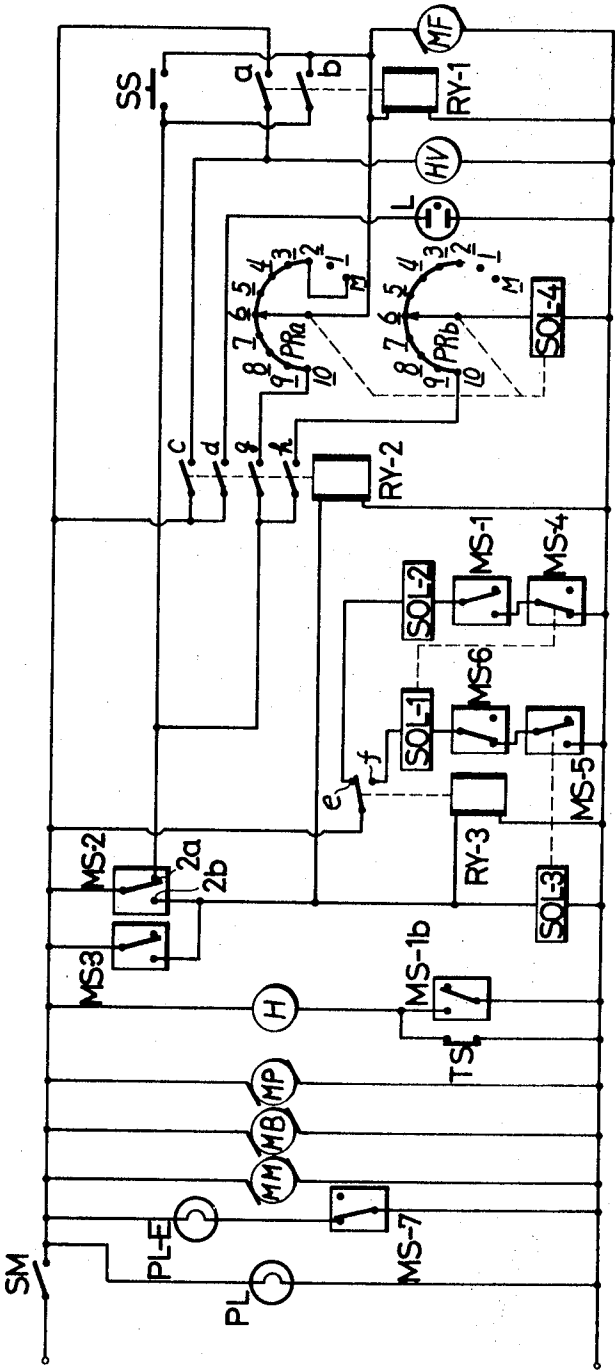 SM
PL
PL-E
MS-7
MM
MB
MP
H
TS
MS-1b
MS3
MS-2
2a
2b
SOL-3
MS-5
RY-3
e
f
SOL-1
MS6
SOL-2
MS-1
MS-4
RY-2
c
d
g
h
10
9
8
7
6
5
4
3
2
1
M
PRa
10
9
8
7
6
5
4
3
2
1
M
PRb
SOL-4
L
HV
SS
a
b
RY-1
MF